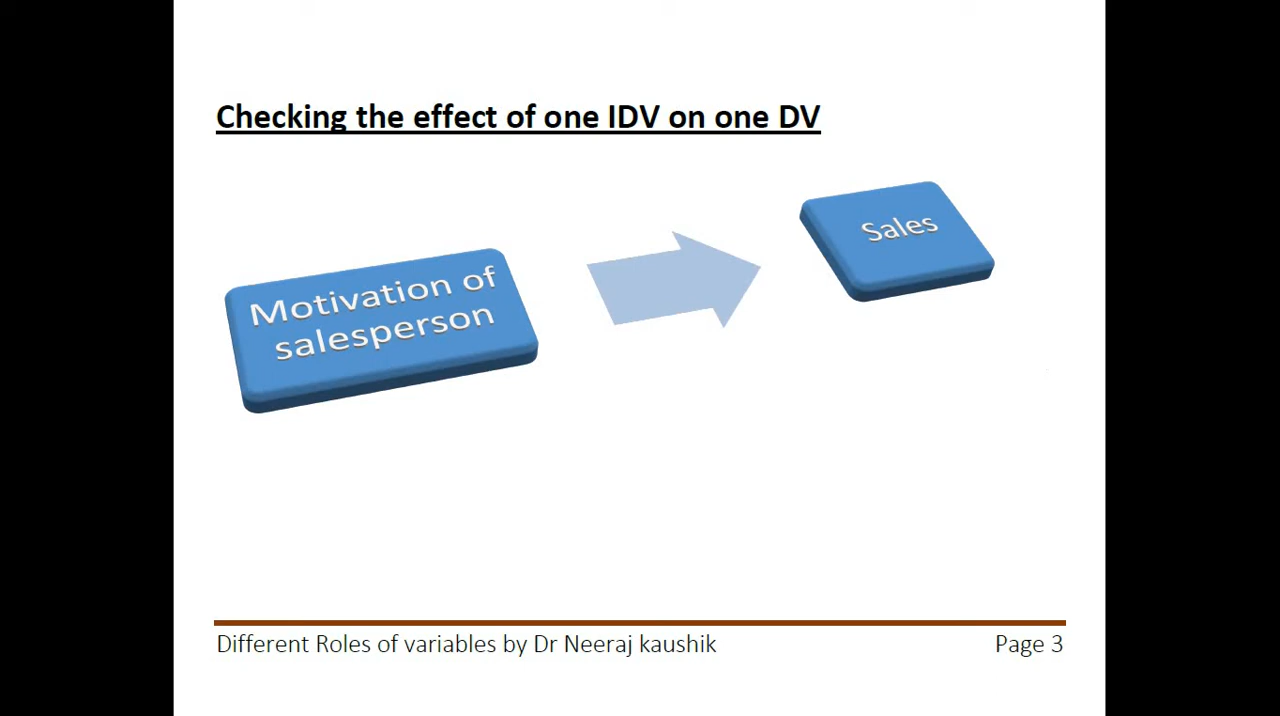 Checking the effect of one IDV on one DV
Sales
Motivation of
salesperson
Different Roles of variables by Dr Neeraj kaushik Page 3